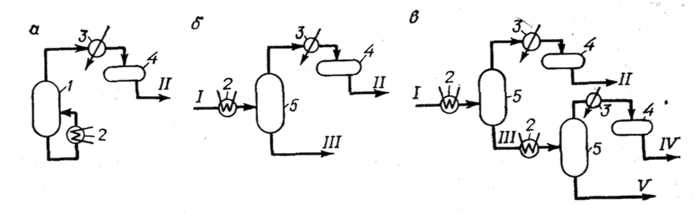 а б в
3 4 3 4 3 4
1 2 2 2
II I 5 II I 5 II
3 4
2 III III 2 5 IV
V